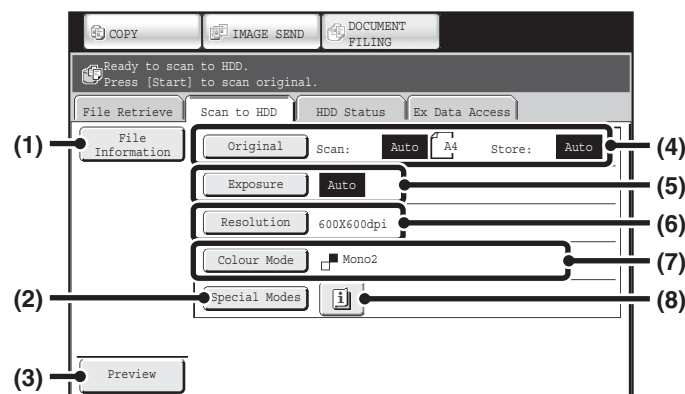 COPY
IMAGE SEND
DOCUMENT
FILING
Ready to scan to HDD.
Press [Start] to scan original.
File Retrieve
Scan to HDD
HDD Status
Ex Data Access
(1)
File
Information
Original
Scan:
Auto
A4
Store:
Auto
(4)
Exposure
Auto
(5)
Resolution
600X600dpi
(6)
Colour Mode
Mono2
(7)
(2)
Special Modes
(8)
(3)
Preview